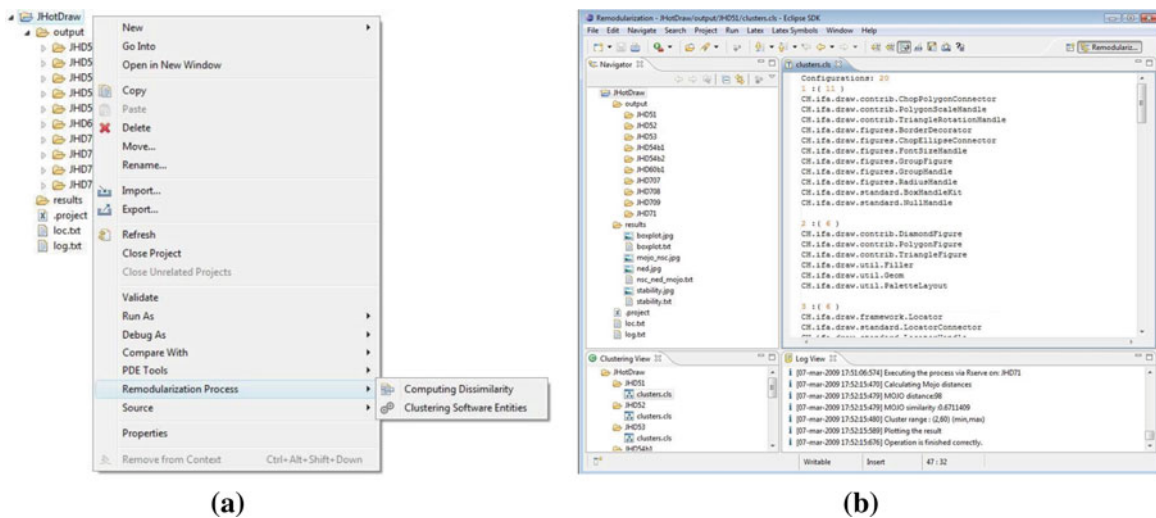 JHotDraw
output
JHD5
JHD5
JHD5
JHD5
JHD5
JHD6
JHD7
JHD7
JHD7
JHD7
results
.project
loc.txt
log.txt
New
Go Into
Open in New Window
Copy
Paste
Delete
Move...
Rename...
Import...
Export...
Refresh
Close Project
Close Unrelated Projects
Validate
Run As
Debug As
Compare With
PDE Tools
Remodularization Process
Source
Properties
Remove from Context Ctrl+Alt+Shift+Down
Computing Dissimilarity
Clustering Software Entities
(a)
Remodularization - JHotDraw/output/JHD51/clusters.cls - Eclipse SDK
File Edit Navigate Search Project Run Latex Latex Symbols Window Help
Remodulariz...
Navigator
JHotDraw
output
JHD51
JHD52
JHD53
JHD54b1
JHD54b2
JHD60b1
JHD707
JHD708
JHD709
JHD71
results
boxplot.jpg
boxplot.txt
mojo_nsc.jpg
ned.jpg
nsc_ned_mojo.txt
stability.jpg
stability.txt
.project
loc.txt
log.txt
clusters.cls
Configurations: 20
1 :( 11 )
CH.ifa.draw.contrib.ChopPolygonConnector
CH.ifa.draw.contrib.PolygonScaleHandle
CH.ifa.draw.contrib.TriangleRotationHandle
CH.ifa.draw.figures.BorderDecorator
CH.ifa.draw.figures.ChopEllipseConnector
CH.ifa.draw.figures.FontSizeHandle
CH.ifa.draw.figures.GroupFigure
CH.ifa.draw.figures.GroupHandle
CH.ifa.draw.figures.RadiusHandle
CH.ifa.draw.standard.BoxHandleKit
CH.ifa.draw.standard.NullHandle
2 :( 6 )
CH.ifa.draw.contrib.DiamondFigure
CH.ifa.draw.contrib.PolygonFigure
CH.ifa.draw.contrib.TriangleFigure
CH.ifa.draw.util.Filler
CH.ifa.draw.util.Geom
CH.ifa.draw.util.PaletteLayout
3 :( 6 )
CH.ifa.draw.framework.Locator
CH.ifa.draw.standard.LocatorConnector
CH.ifa.draw.standard.LocatorHandle
Clustering View
JHotDraw
JHD51
clusters.cls
JHD52
clusters.cls
JHD53
clusters.cls
JHD54b1
Log View
[07-mar-2009 17:51:06:574] Executing the process via Rserve on: JHD71
[07-mar-2009 17:52:15:470] Calculating Mojo distances
[07-mar-2009 17:52:15:479] MOJO distance:98
[07-mar-2009 17:52:15:479] MOJO similarity :0.6711409
[07-mar-2009 17:52:15:480] Cluster range : (2,60) (min,max)
[07-mar-2009 17:52:15:589] Plotting the result
[07-mar-2009 17:52:15:676] Operation is finished correctly.
Writable Insert 47 : 32
(b)